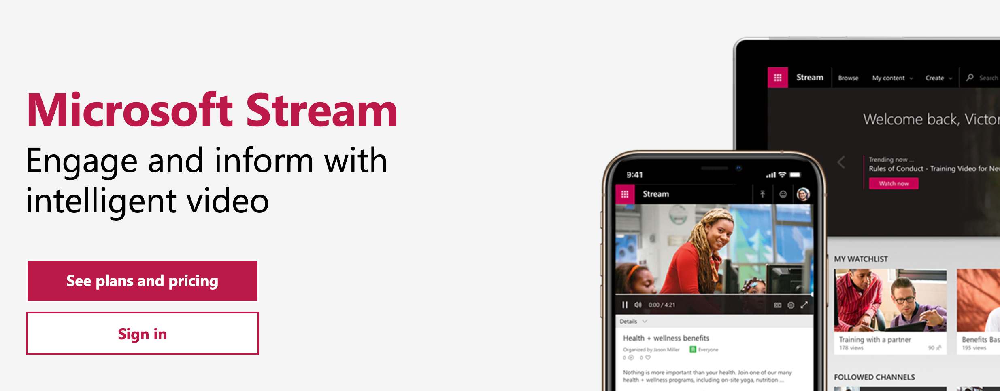 Microsoft Stream
Engage and inform with
intelligent video
See plans and pricing
Sign in
Stream
Browse
My content
Create
Search
Welcome back, Victor
Trending now ...
Rules of Conduct - Training Video for
Watch now
9:41
Stream
0:00 / 4:21
Details
Health + wellness benefits
Organized by Jason Miller
Everyone
0 0
Nothing is more important than your health. Join one of our many
health + wellness programs, including on-site yoga, nutrition ...
MY WATCHLIST
Training with a partner
178 views 90
Benefits
195 views
FOLLOWED CHANNELS